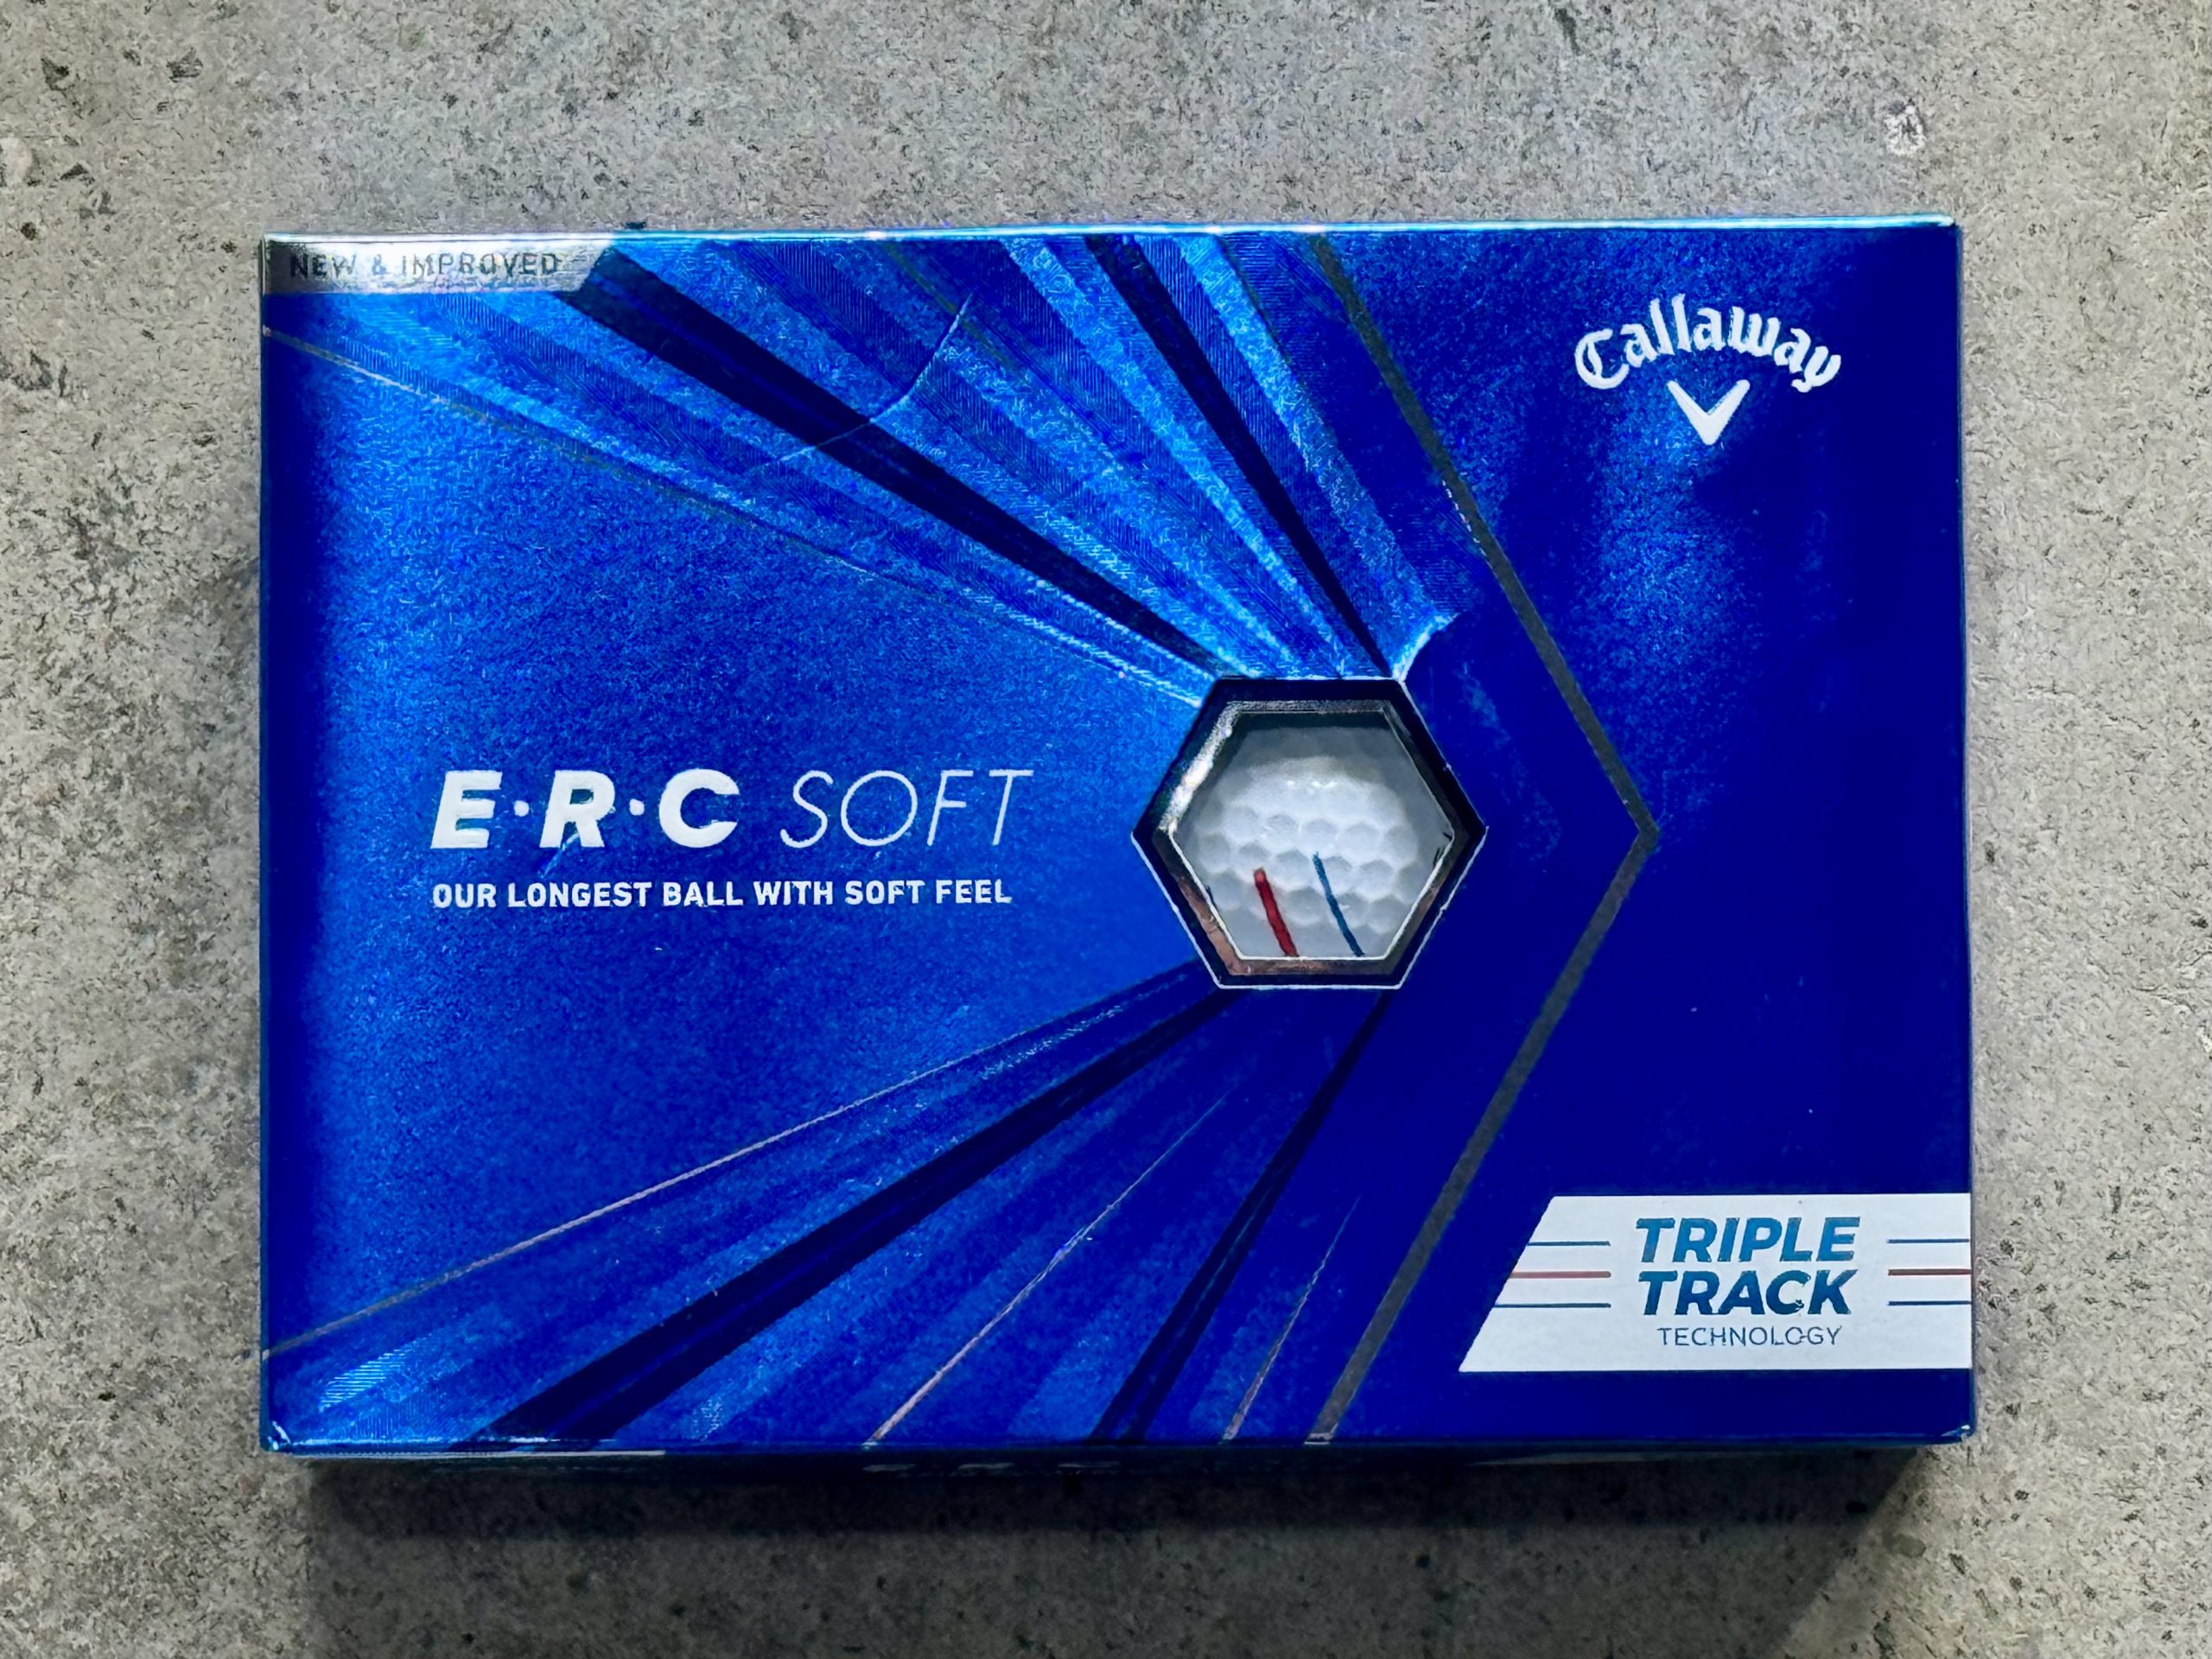 NEW & IMPROVED
Callaway
E·R·C SOFT
OUR LONGEST BALL WITH SOFT FEEL
TRIPLE
TRACK
TECHNOLOGY